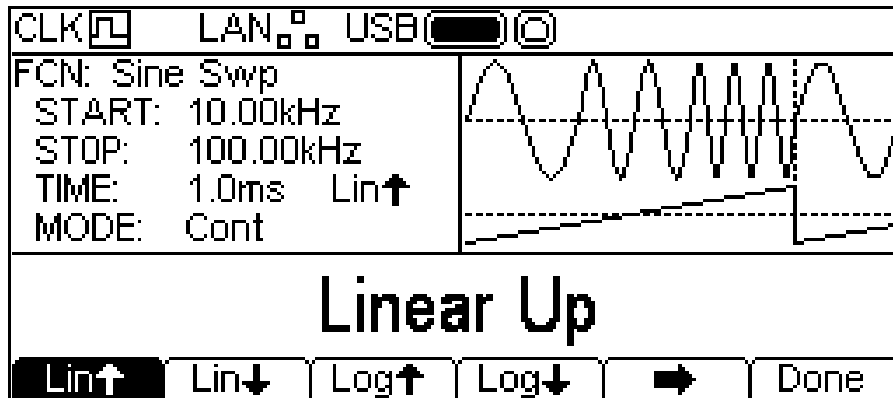 CLK LAN USB
FCN: Sine Swp
START: 10.00kHz
STOP: 100.00kHz
TIME: 1.0ms Lin↑
MODE: Cont
Linear Up
Lin↑ Lin↓ Log↑ Log↓ ➡ Done